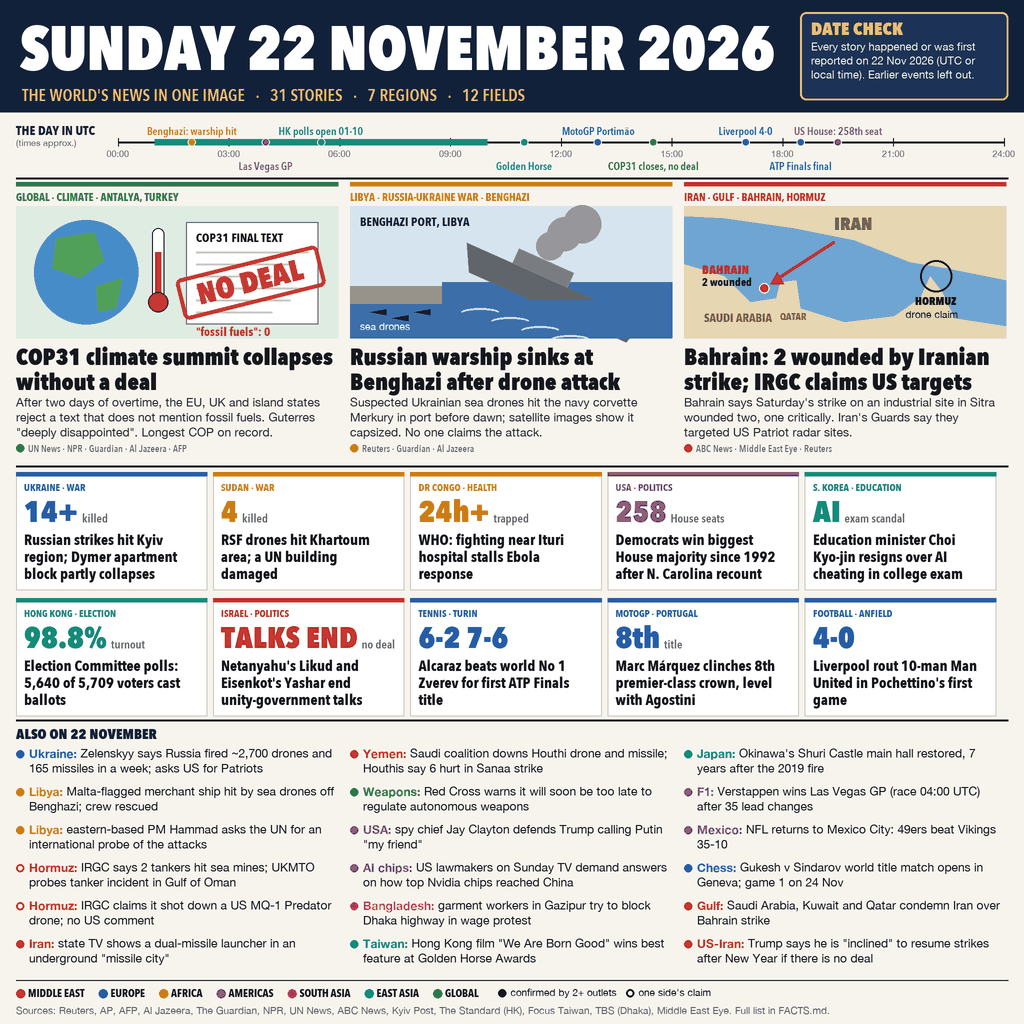 SUNDAY 22 NOVEMBER 2026
THE WORLD'S NEWS IN ONE IMAGE · 31 STORIES · 7 REGIONS · 12 FIELDS
DATE CHECK
Every story happened or was first
reported on 22 Nov 2026 (UTC or
local time). Earlier events left out.
THE DAY IN UTC
(times approx.)
Benghazi: warship hit
HK polls open 01-10
MotoGP Portimão
Liverpool 4-0
US House: 258th seat
00:00
03:00
06:00
09:00
12:00
15:00
18:00
21:00
24:00
Las Vegas GP
Golden Horse
COP31 closes, no deal
ATP Finals final
GLOBAL · CLIMATE · ANTALYA, TURKEY
COP31 FINAL TEXT
NO DEAL
"fossil fuels": 0
COP31 climate summit collapses
without a deal
After two days of overtime, the EU, UK and island states
reject a text that does not mention fossil fuels. Guterres
"deeply disappointed". Longest COP on record.
UN News · NPR · Guardian · Al Jazeera · AFP
LIBYA · RUSSIA-UKRAINE WAR · BENGHAZI
BENGHAZI PORT, LIBYA
sea drones
Russian warship sinks at
Benghazi after drone attack
Suspected Ukrainian sea drones hit the navy corvette
Merkury in port before dawn; satellite images show it
capsized. No one claims the attack.
Reuters · Guardian · Al Jazeera
IRAN · GULF · BAHRAIN, HORMUZ
IRAN
BAHRAIN
2 wounded
SAUDI ARABIA
QATAR
HORMUZ
drone claim
Bahrain: 2 wounded by Iranian
strike; IRGC claims US targets
Bahrain says Saturday's strike on an industrial site in Sitra
wounded two, one critically. Iran's Guards say they
targeted US Patriot radar sites.
ABC News · Middle East Eye · Reuters
UKRAINE · WAR
14+ killed
Russian strikes hit Kyiv
region; Dymer apartment
block partly collapses
SUDAN · WAR
4 killed
RSF drones hit Khartoum
area; a UN building
damaged
DR CONGO · HEALTH
24h+ trapped
WHO: fighting near Ituri
hospital stalls Ebola
response
USA · POLITICS
258 House seats
Democrats win biggest
House majority since 1992
after N. Carolina recount
S. KOREA · EDUCATION
AI exam scandal
Education minister Choi
Kyo-jin resigns over AI
cheating in college exam
HONG KONG · ELECTION
98.8% turnout
Election Committee polls:
5,640 of 5,709 voters cast
ballots
ISRAEL · POLITICS
TALKS END no deal
Netanyahu's Likud and
Eisenkot's Yashar end
unity-government talks
TENNIS · TURIN
6-2 7-6
Alcaraz beats world No 1
Zverev for first ATP Finals
title
MOTOGP · PORTUGAL
8th title
Marc Márquez clinches 8th
premier-class crown, level
with Agostini
FOOTBALL · ANFIELD
4-0
Liverpool rout 10-man Man
United in Pochettino's first
game
ALSO ON 22 NOVEMBER
Ukraine: Zelenskyy says Russia fired ~2,700 drones and
165 missiles in a week; asks US for Patriots
Libya: Malta-flagged merchant ship hit by sea drones off
Benghazi; crew rescued
Libya: eastern-based PM Hammad asks the UN for an
international probe of the attacks
Hormuz: IRGC says 2 tankers hit sea mines; UKMTO
probes tanker incident in Gulf of Oman
Hormuz: IRGC claims it shot down a US MQ-1 Predator
drone; no US comment
Iran: state TV shows a dual-missile launcher in an
underground "missile city"
Yemen: Saudi coalition downs Houthi drone and missile;
Houthis say 6 hurt in Sanaa strike
Weapons: Red Cross warns it will soon be too late to
regulate autonomous weapons
USA: spy chief Jay Clayton defends Trump calling Putin
"my friend"
AI chips: US lawmakers on Sunday TV demand answers
on how top Nvidia chips reached China
Bangladesh: garment workers in Gazipur try to block
Dhaka highway in wage protest
Taiwan: Hong Kong film "We Are Born Good" wins best
feature at Golden Horse Awards
Japan: Okinawa's Shuri Castle main hall restored, 7
years after the 2019 fire
F1: Verstappen wins Las Vegas GP (race 04:00 UTC)
after 35 lead changes
Mexico: NFL returns to Mexico City: 49ers beat Vikings
35-10
Chess: Gukesh v Sindarov world title match opens in
Geneva; game 1 on 24 Nov
Gulf: Saudi Arabia, Kuwait and Qatar condemn Iran over
Bahrain strike
US-Iran: Trump says he is "inclined" to resume strikes
after New Year if there is no deal
MIDDLE EAST EUROPE AFRICA AMERICAS SOUTH ASIA EAST ASIA GLOBAL confirmed by 2+ outlets one side's claim
Sources: Reuters, AP, AFP, Al Jazeera, The Guardian, NPR, UN News, ABC News, Kyiv Post, The Standard (HK), Focus Taiwan, TBS (Dhaka), Middle East Eye. Full list in FACTS.md.